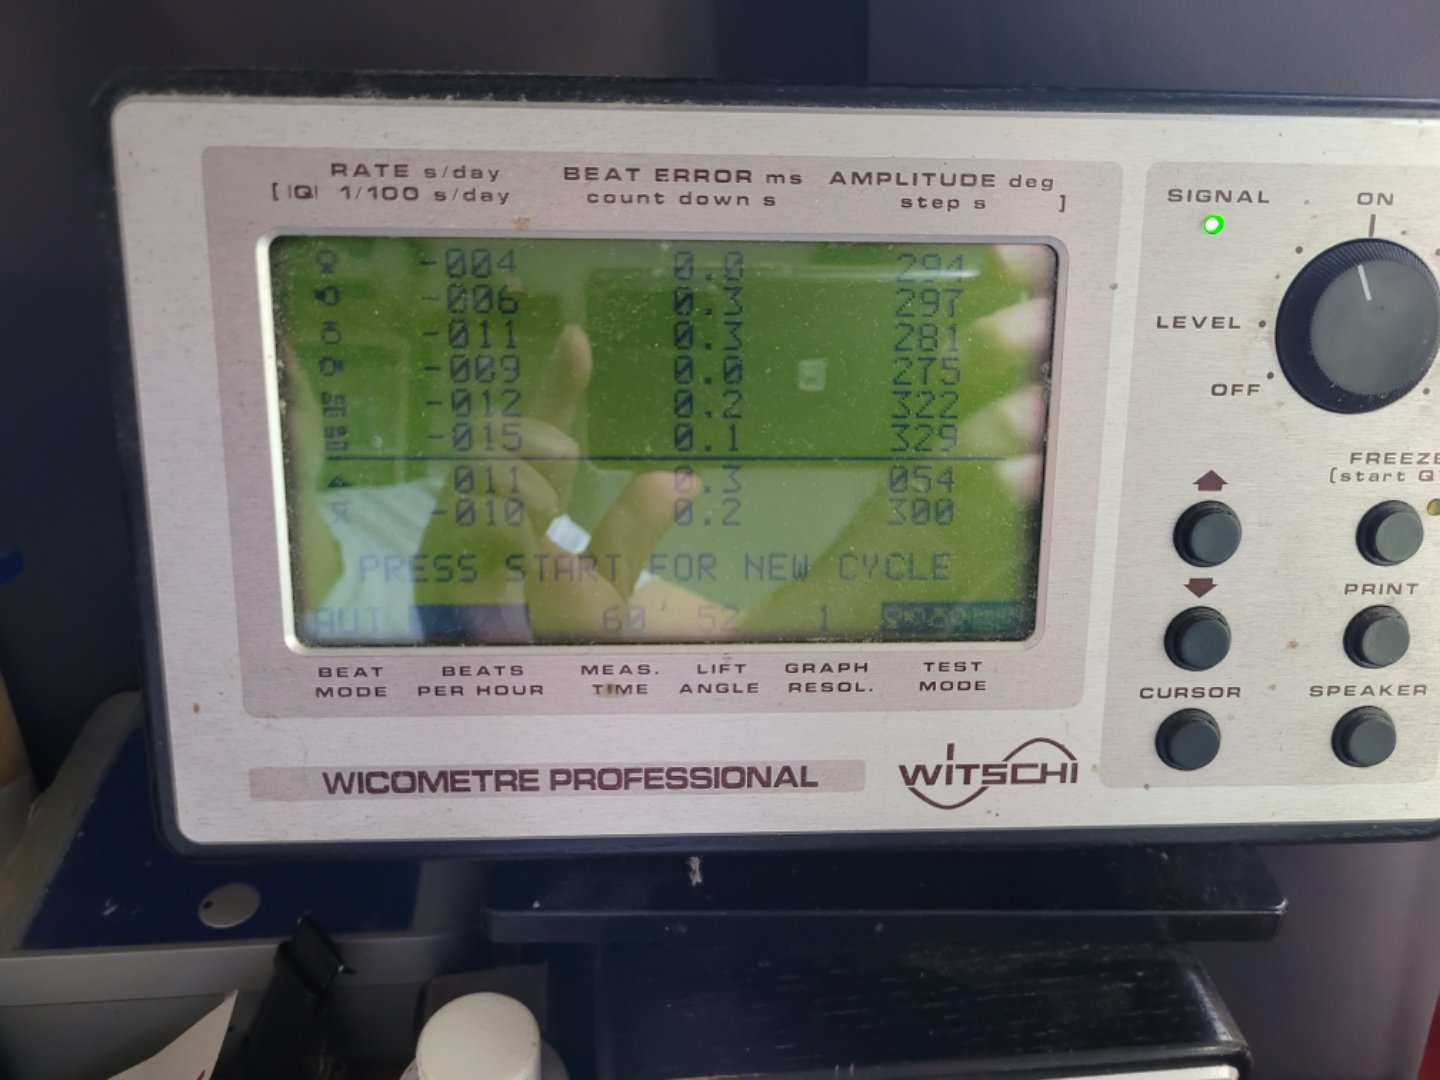 RATE s/day BEAT ERROR ms AMPLITUDE deg
[ |Q| 1/100 s/day count down s step s ]
SIGNAL ON
-004 0.0 294
-006 0.3 297
-011 0.3 281
LEVEL
-009 0.0 275
OFF
-012 0.2 322
-015 0.1 329
FREEZE
011 0.3 054
(start Q
-010 0.2 300
PRESS START FOR NEW CYCLE
PRINT
AUT 60 52 1
BEAT MODE
BEATS PER HOUR
MEAS. TIME
LIFT ANGLE
GRAPH RESOL.
TEST MODE
CURSOR SPEAKER
WICOMETRE PROFESSIONAL WITSCHI